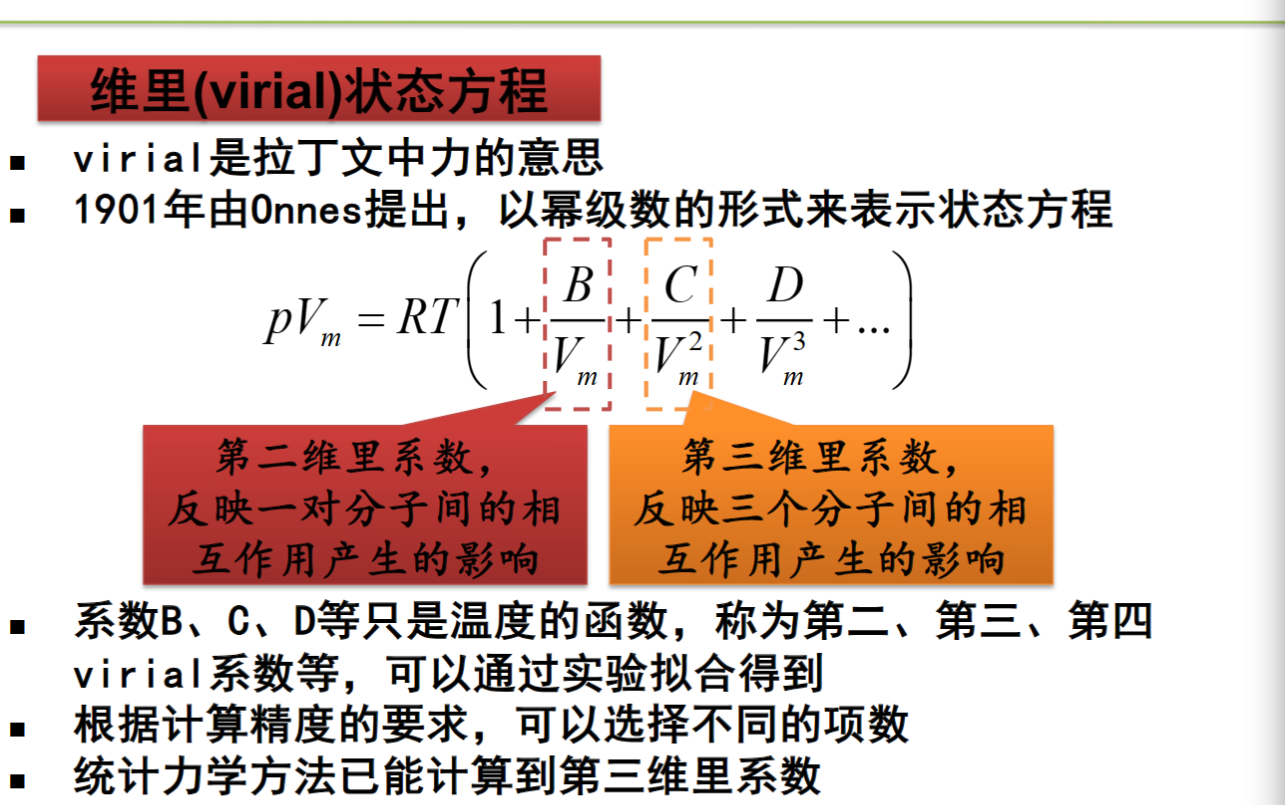 维里(virial)状态方程
■ virial是拉丁文中力的意思
■ 1901年由Onnes提出，以幂级数的形式来表示状态方程
pV_m = RT(1 + B/V_m + C/V_m^2 + D/V_m^3 + ...)
第二维里系数，
反映一对分子间的相
互作用产生的影响
第三维里系数，
反映三个分子间的相
互作用产生的影响
■ 系数B、C、D等只是温度的函数，称为第二、第三、第四
virial系数等，可以通过实验拟合得到
■ 根据计算精度的要求，可以选择不同的项数
■ 统计力学方法已能计算到第三维里系数